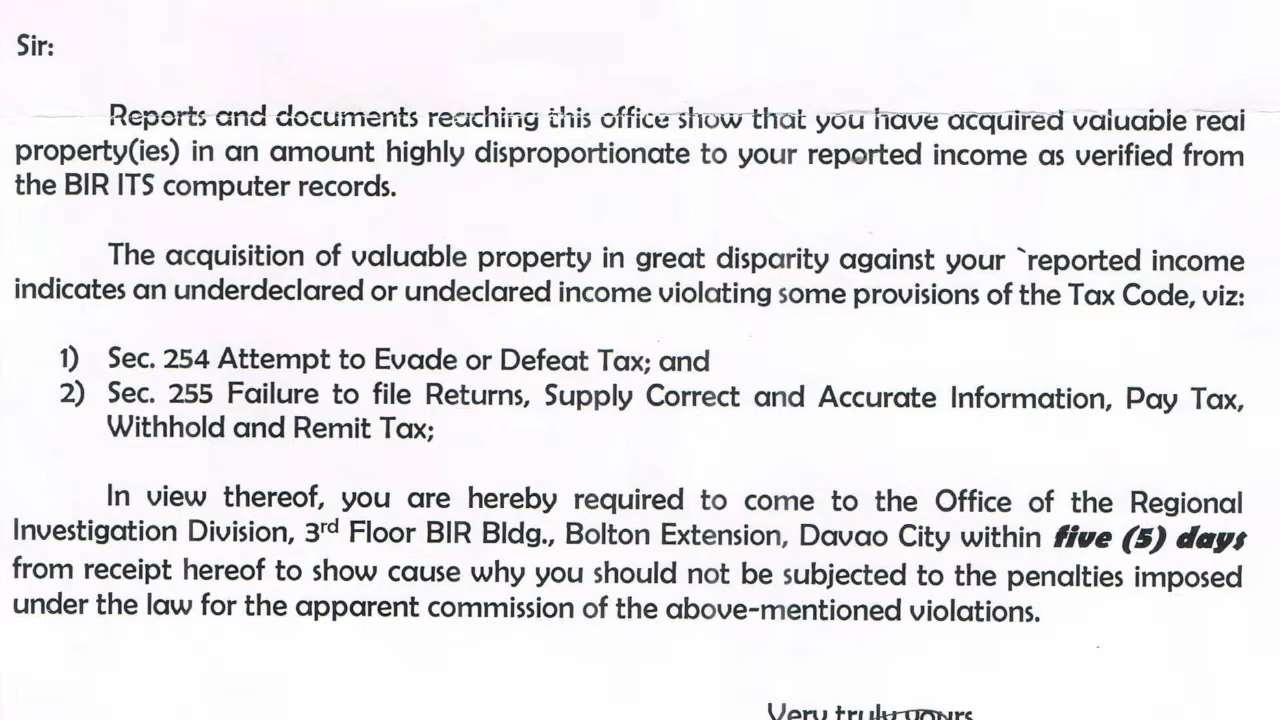 Sir:
Reports and documents reaching this office show that you have acquired valuable real
property(ies) in an amount highly disproportionate to your reported income as verified from
the BIR ITS computer records.
The acquisition of valuable property in great disparity against your `reported income
indicates an underdeclared or undeclared income violating some provisions of the Tax Code, viz:
1) Sec. 254 Attempt to Evade or Defeat Tax; and
2) Sec. 255 Failure to file Returns, Supply Correct and Accurate Information, Pay Tax,
Withhold and Remit Tax;
In view thereof, you are hereby required to come to the Office of the Regional
Investigation Division, 3rd Floor BIR Bldg., Bolton Extension, Davao City within five (5) days
from receipt hereof to show cause why you should not be subjected to the penalties imposed
under the law for the apparent commission of the above-mentioned violations.
Very truly yours